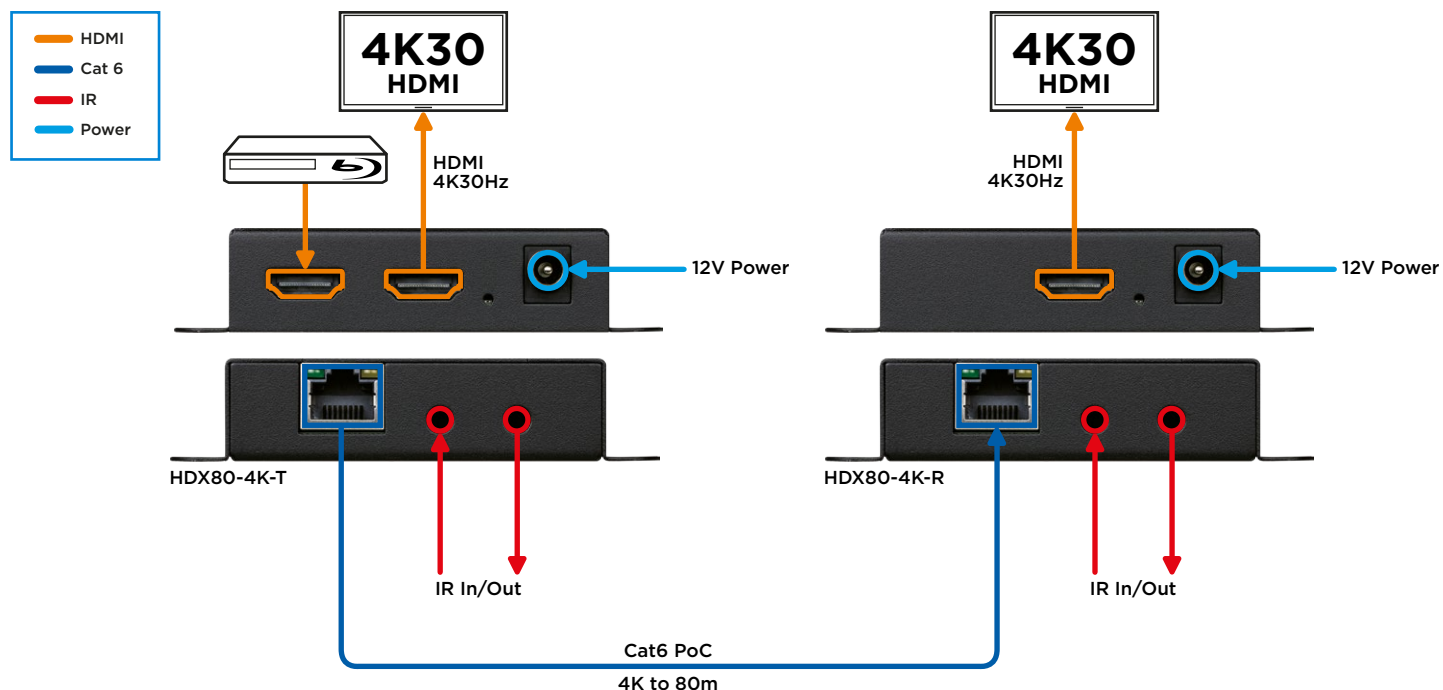 HDMI
Cat 6
IR
Power
4K30
HDMI
HDMI
4K30Hz
12V Power
HDX80-4K-T
IR In/Out
4K30
HDMI
HDMI
4K30Hz
12V Power
HDX80-4K-R
IR In/Out
Cat6 PoC
4K to 80m